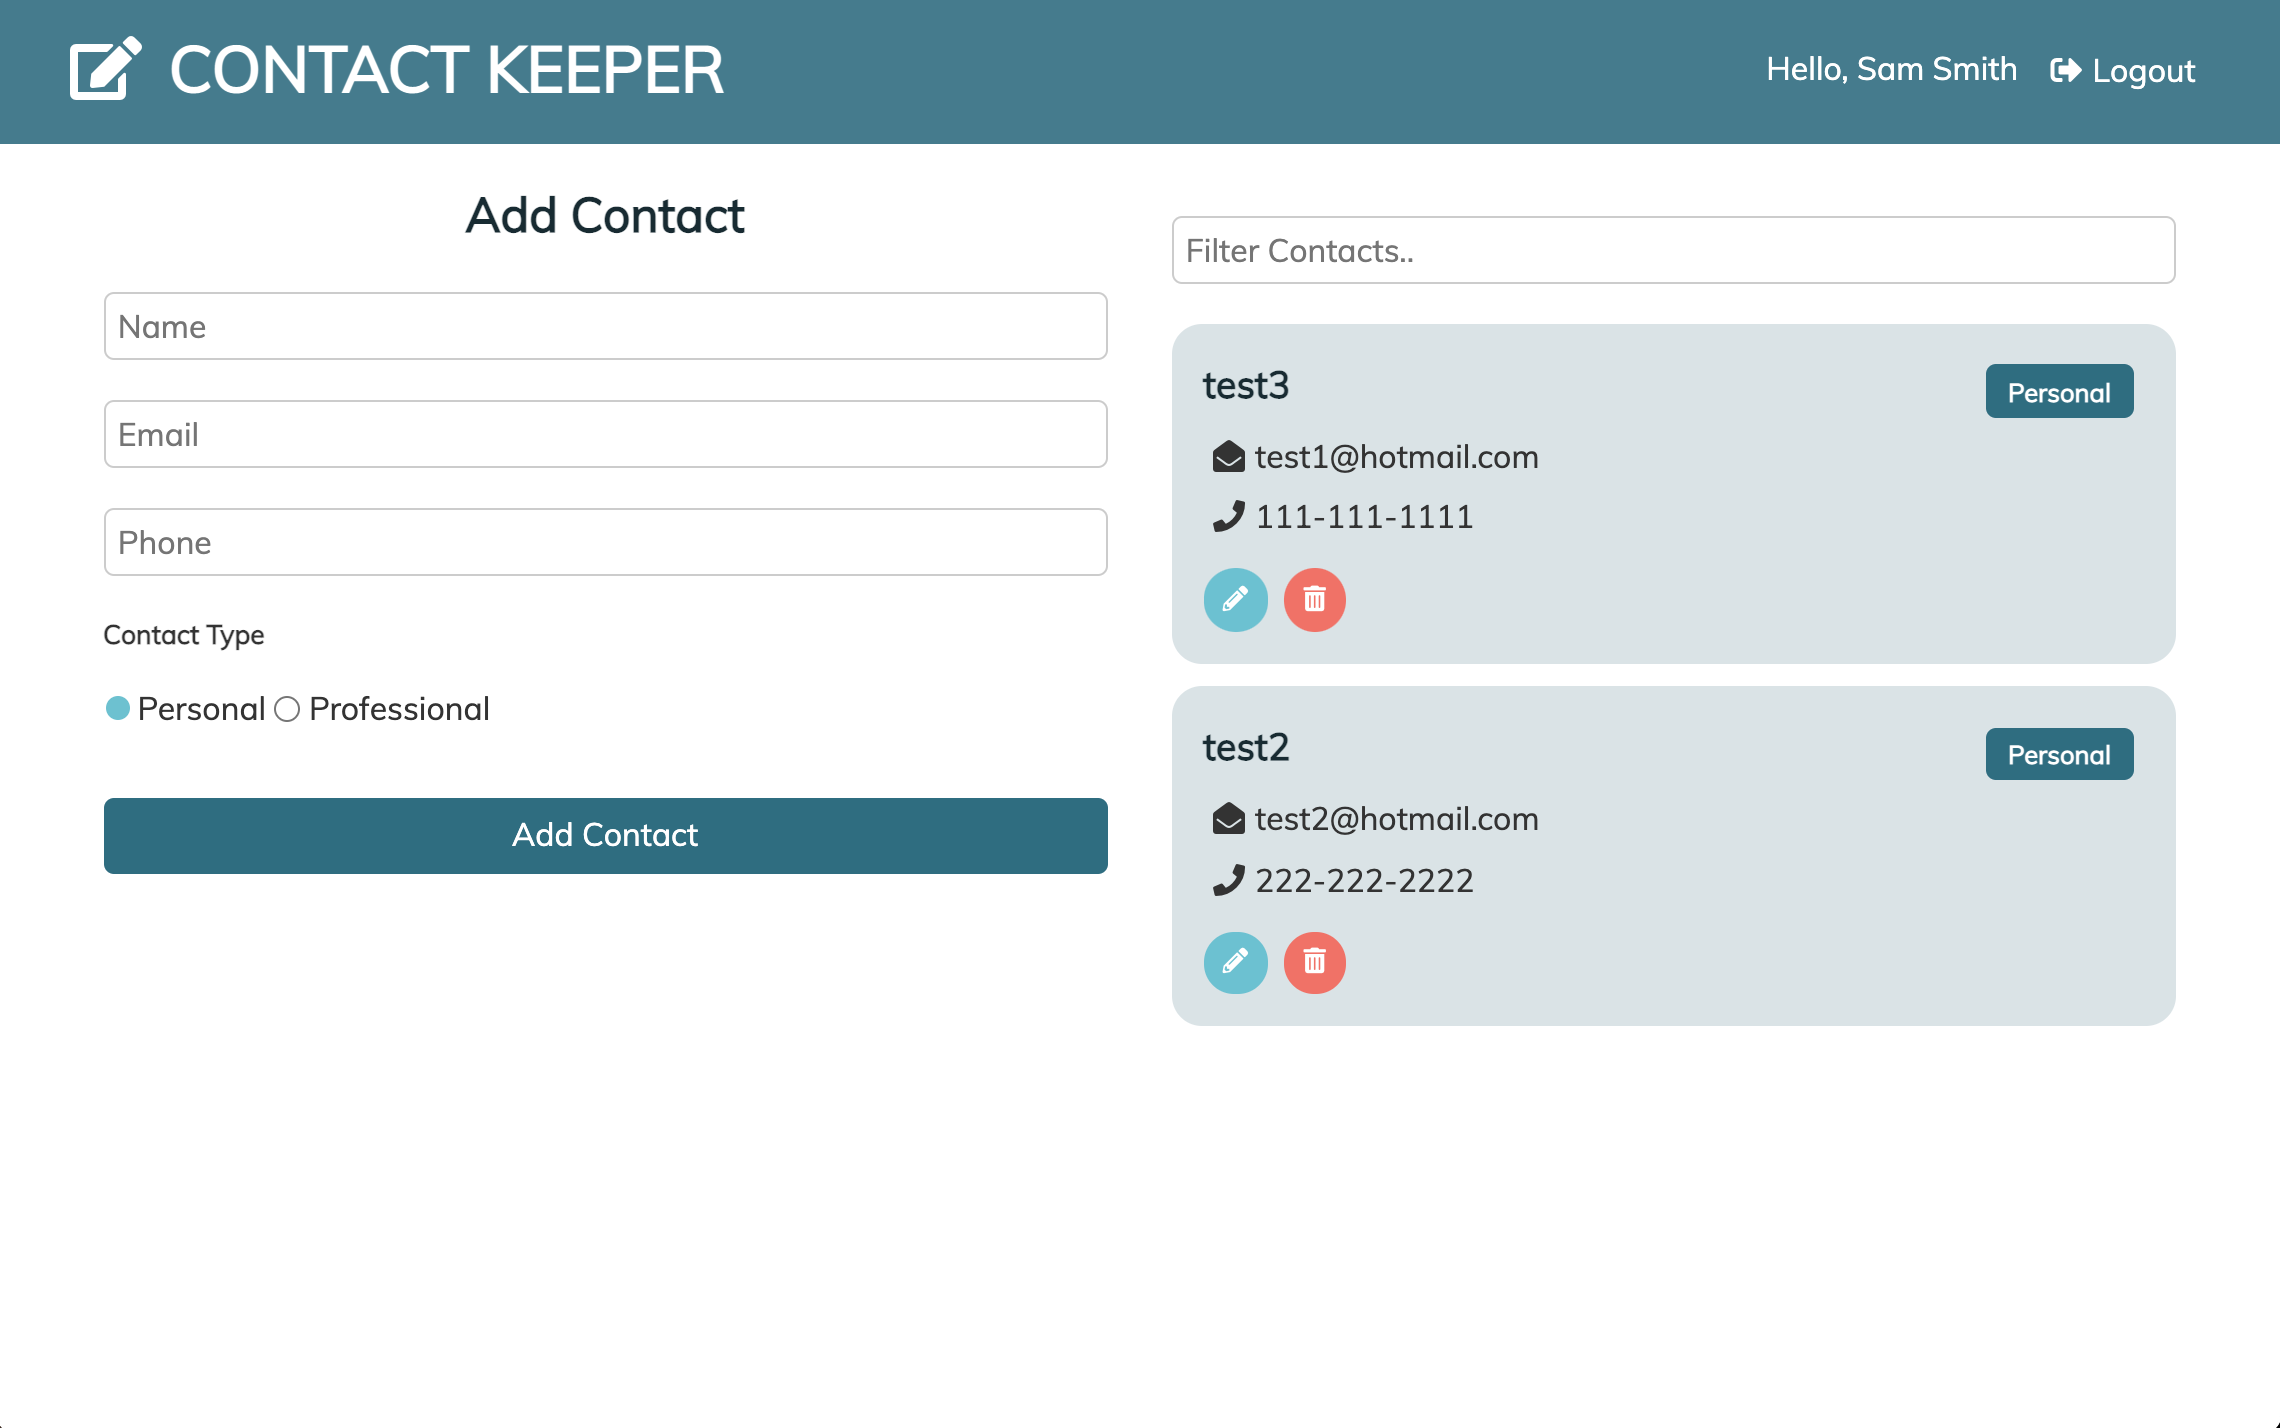 CONTACT KEEPER
Hello, Sam Smith
Logout
Add Contact
Name
Email
Phone
Contact Type
Personal
Professional
Add Contact
Filter Contacts..
test3
Personal
test1@hotmail.com
111-111-1111
test2
Personal
test2@hotmail.com
222-222-2222